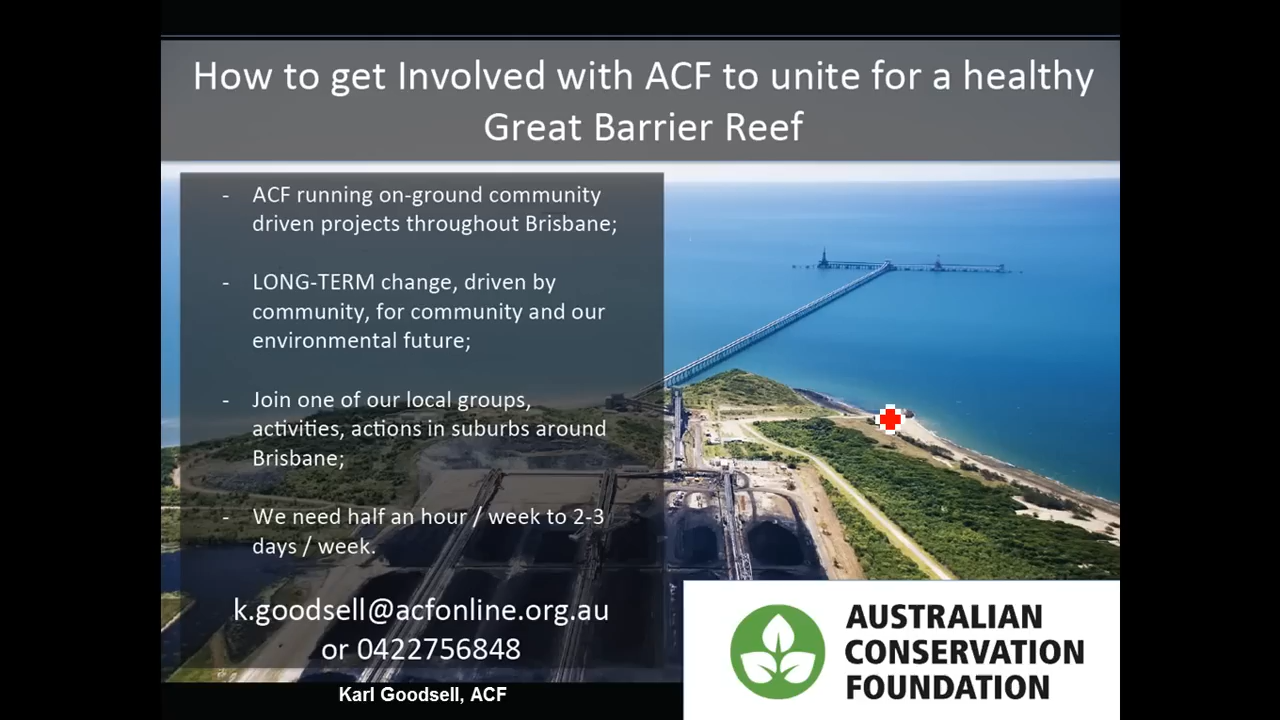 How to get Involved with ACF to unite for a healthy
Great Barrier Reef
- ACF running on-ground community
driven projects throughout Brisbane;
- LONG-TERM change, driven by
community, for community and our
environmental future;
- Join one of our local groups,
activities, actions in suburbs around
Brisbane;
- We need half an hour / week to 2-3
days / week.
k.goodsell@acfonline.org.au
or 0422756848
Karl Goodsell, ACF
AUSTRALIAN
CONSERVATION
FOUNDATION